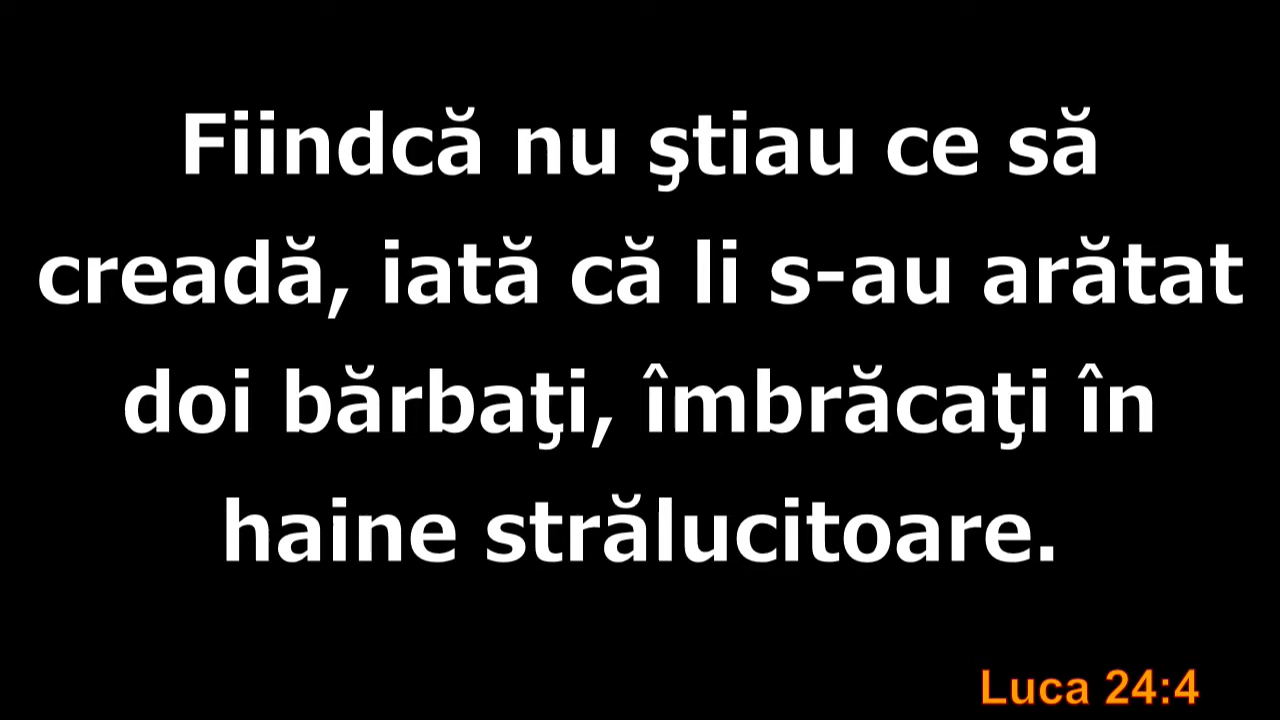 Fiindcă nu ştiau ce să
creadă, iată că li s-au arătat
doi bărbaţi, îmbrăcaţi în
haine strălucitoare.
Luca 24:4